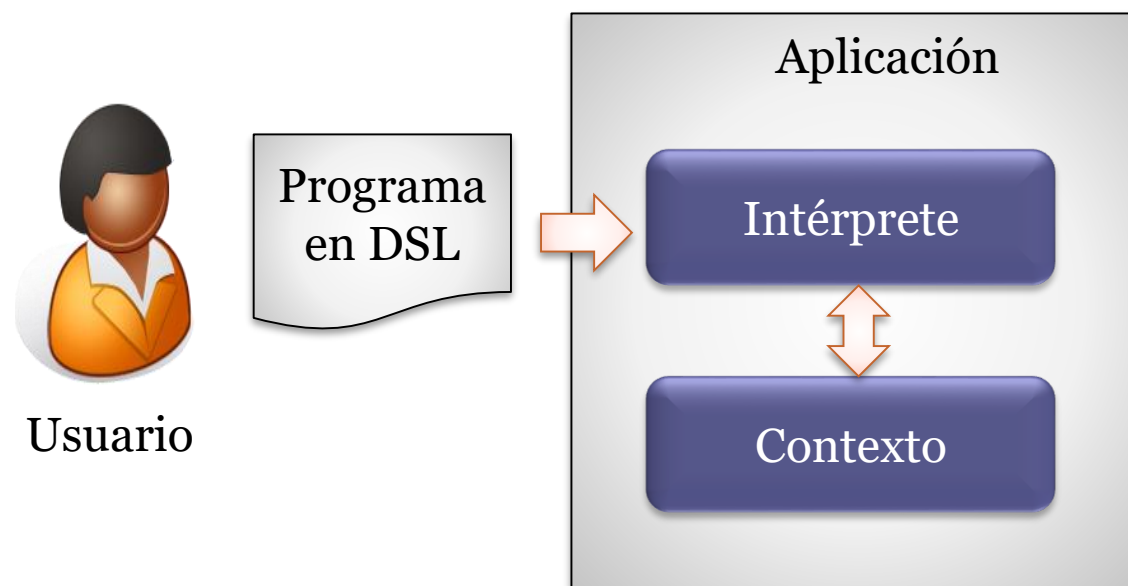 Aplicación
Programa
en DSL
Intérprete
Usuario
Contexto